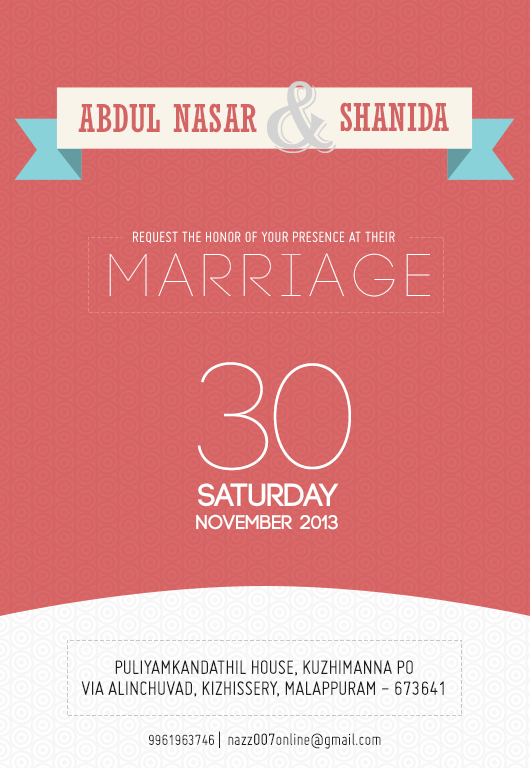 ABDUL NASAR & SHANIDA
REQUEST THE HONOR OF YOUR PRESENCE AT THEIR
MARRIAGE
30
SATURDAY
NOVEMBER 2013
PULIYAMKANDATHIL HOUSE, KUZHIMANNA PO
VIA ALINCHUVAD, KIZHISSERY, MALAPPURAM – 673641
9961963746 | nazz007online@gmail.com